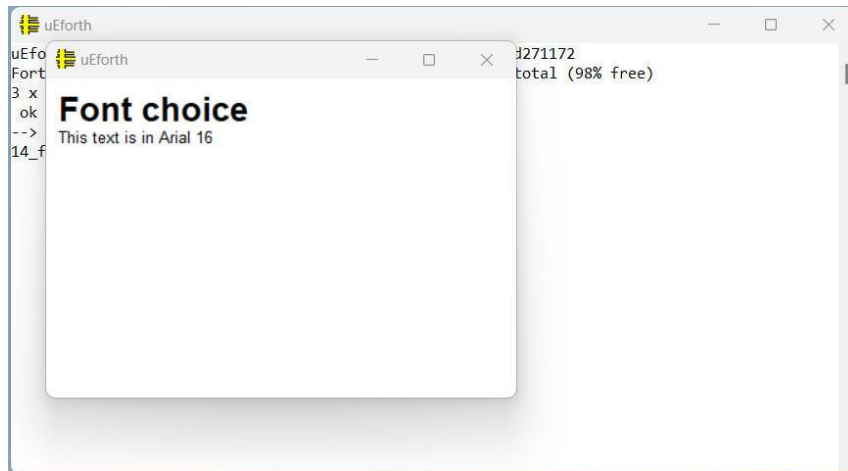 uEforth
uEfo
Fort
3 x
ok
-->
14_f
d271172
total (98% free)
uEforth
Font choice
This text is in Arial 16